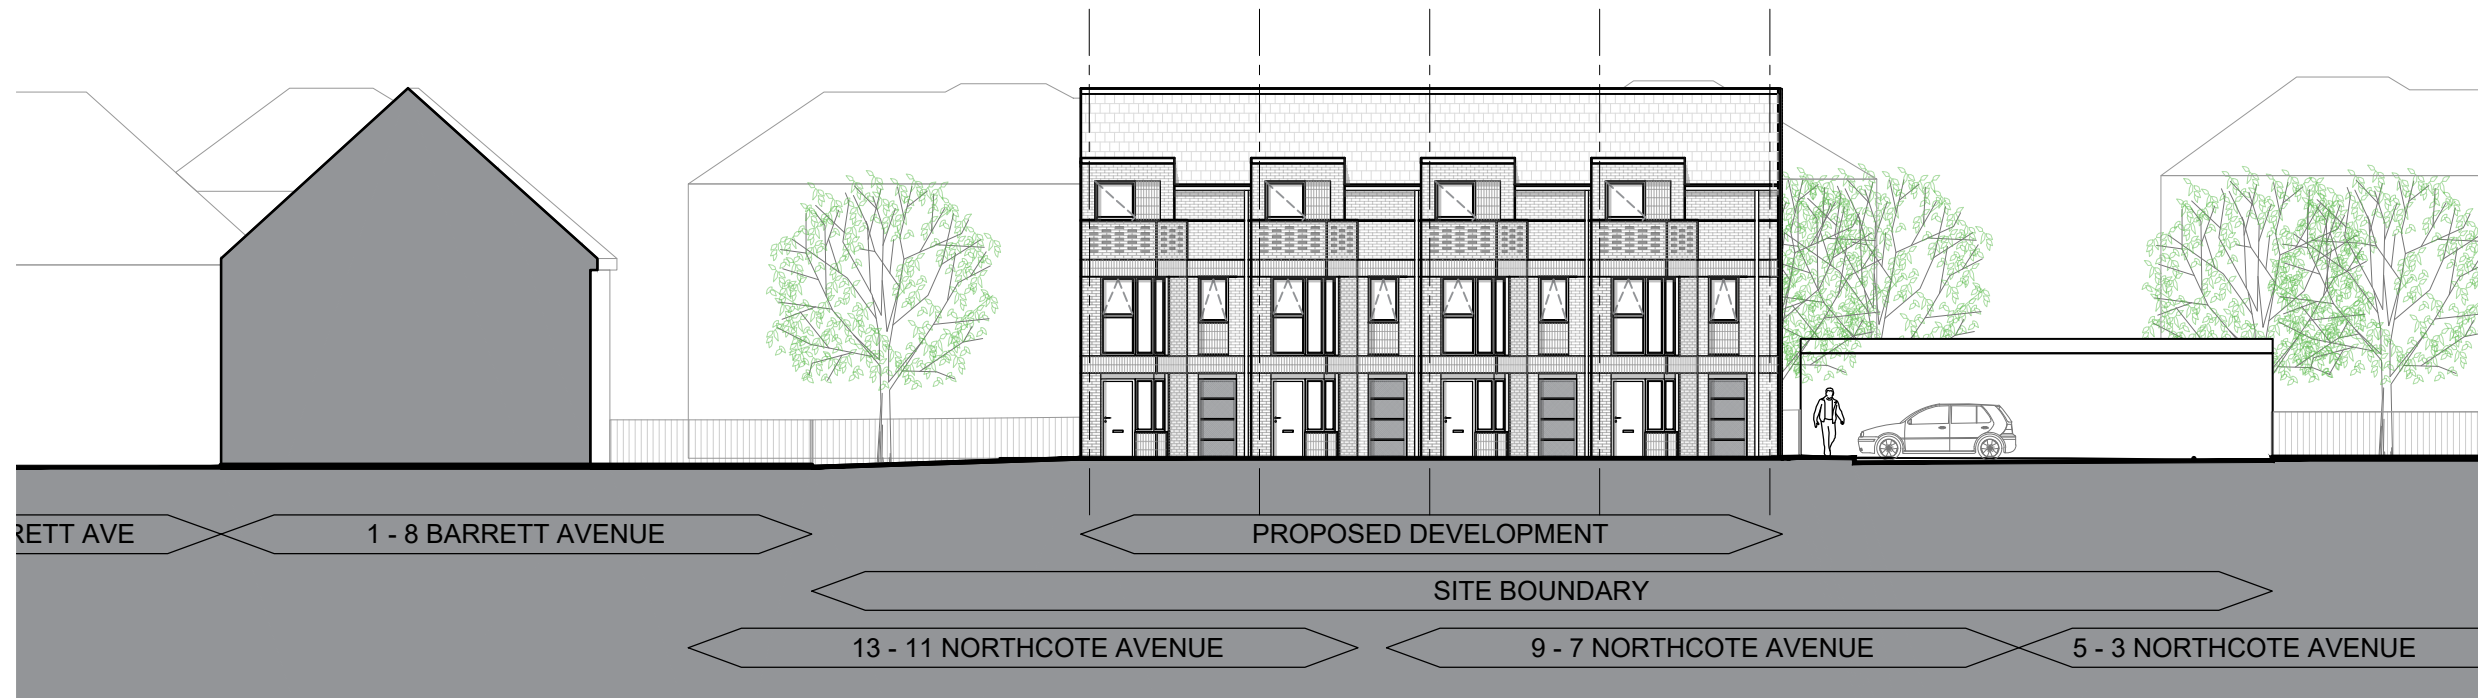 RETT AVE
1 - 8 BARRETT AVENUE
PROPOSED DEVELOPMENT
SITE BOUNDARY
13 - 11 NORTHCOTE AVENUE
9 - 7 NORTHCOTE AVENUE
5 - 3 NORTHCOTE AVENUE